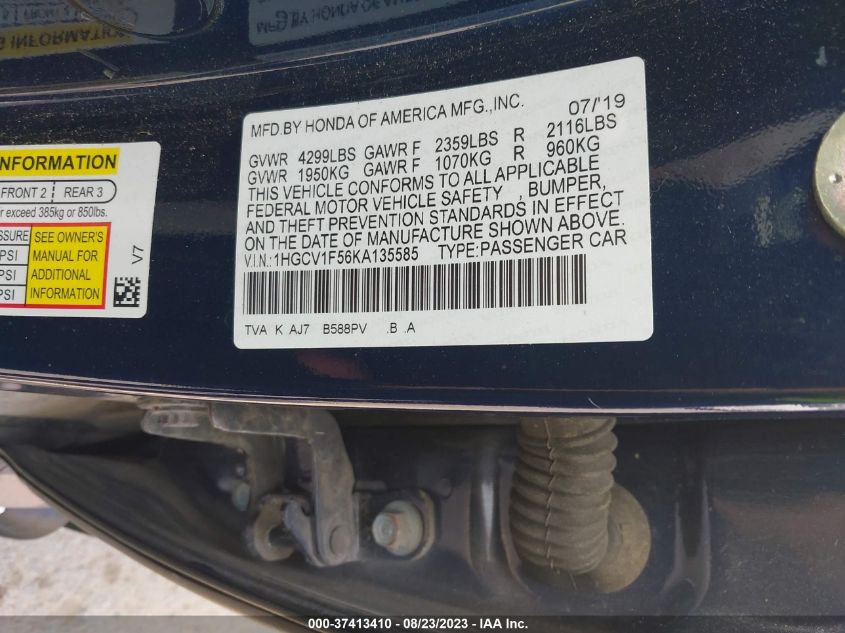 MFD.BY HONDA OF AMERICA MFG.,INC. 07/'19
GVWR 4299LBS GAWR F 2359LBS R 2116LBS
GVWR 1950KG GAWR F 1070KG R 960KG
THIS VEHICLE CONFORMS TO ALL APPLICABLE
FEDERAL MOTOR VEHICLE SAFETY , BUMPER,
AND THEFT PREVENTION STANDARDS IN EFFECT
ON THE DATE OF MANUFACTURE SHOWN ABOVE.
V.I.N.:1HGCV1F56KA135585 TYPE:PASSENGER CAR
TVA K AJ7 B588PV .B .A
INFORMATION
FRONT 2 REAR 3
exceed 385kg or 850lbs.
SEE OWNER'S
MANUAL FOR
ADDITIONAL
INFORMATION
PSI
PSI
PSI
V7
000-37413410 - 08/23/2023 - IAA Inc.